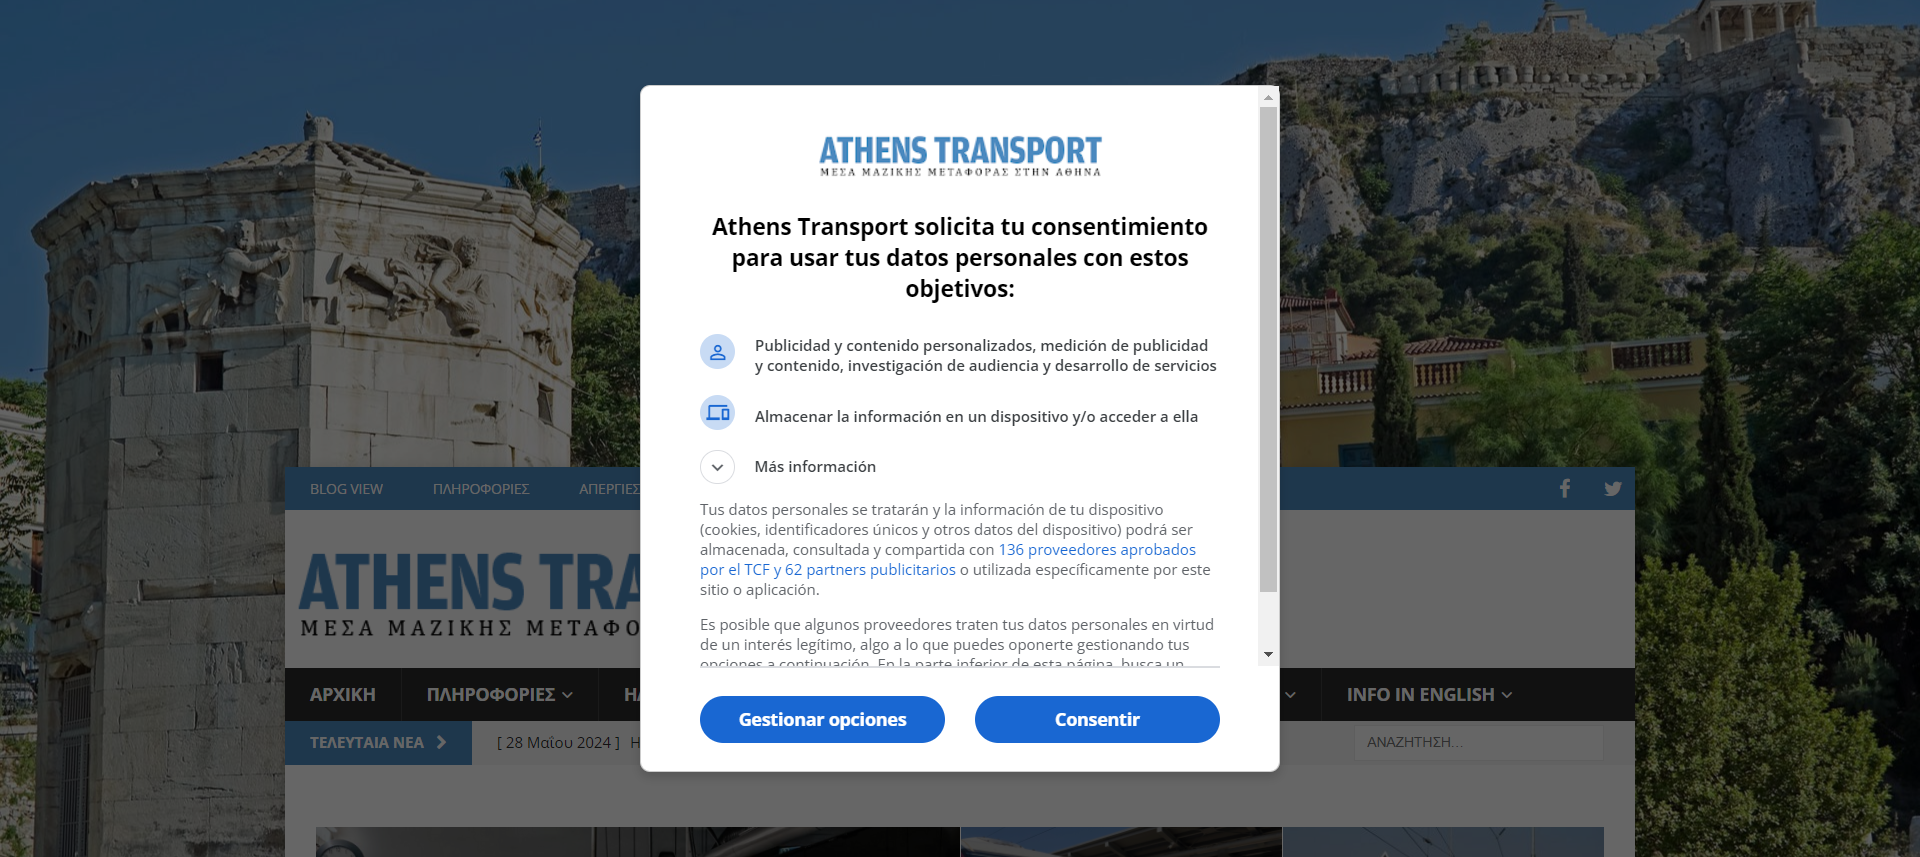 ATHENS TRANSPORT
ΜΕΣΑ ΜΑΖΙΚΗΣ ΜΕΤΑΦΟΡΑΣ ΣΤΗΝ ΑΘΗΝΑ
Athens Transport solicita tu consentimiento
para usar tus datos personales con estos
objetivos:
Publicidad y contenido personalizados, medición de publicidad
y contenido, investigación de audiencia y desarrollo de servicios
Almacenar la información en un dispositivo y/o acceder a ella
Más información
Tus datos personales se tratarán y la información de tu dispositivo
(cookies, identificadores únicos y otros datos del dispositivo) podrá ser
almacenada, consultada y compartida con 136 proveedores aprobados
por el TCF y 62 partners publicitarios o utilizada específicamente por este
sitio o aplicación.
Es posible que algunos proveedores traten tus datos personales en virtud
de un interés legítimo, algo a lo que puedes oponerte gestionando tus
opciones a continuación. En la parte inferior de esta página, busca un
Gestionar opciones
Consentir
BLOG VIEW
ΠΛΗΡΟΦΟΡΙΕΣ
ΑΠΕΡΓΙΕΣ
ATHENS TRA
ΜΕΣΑ ΜΑΖΙΚΗΣ ΜΕΤΑΦΟ
ΑΡΧΙΚΗ
ΠΛΗΡΟΦΟΡΙΕΣ
INFO IN ENGLISH
ΤΕΛΕΥΤΑΙΑ ΝΕΑ
[ 28 Μαΐου 2024 ] Η
ΑΝΑΖΗΤΗΣΗ...